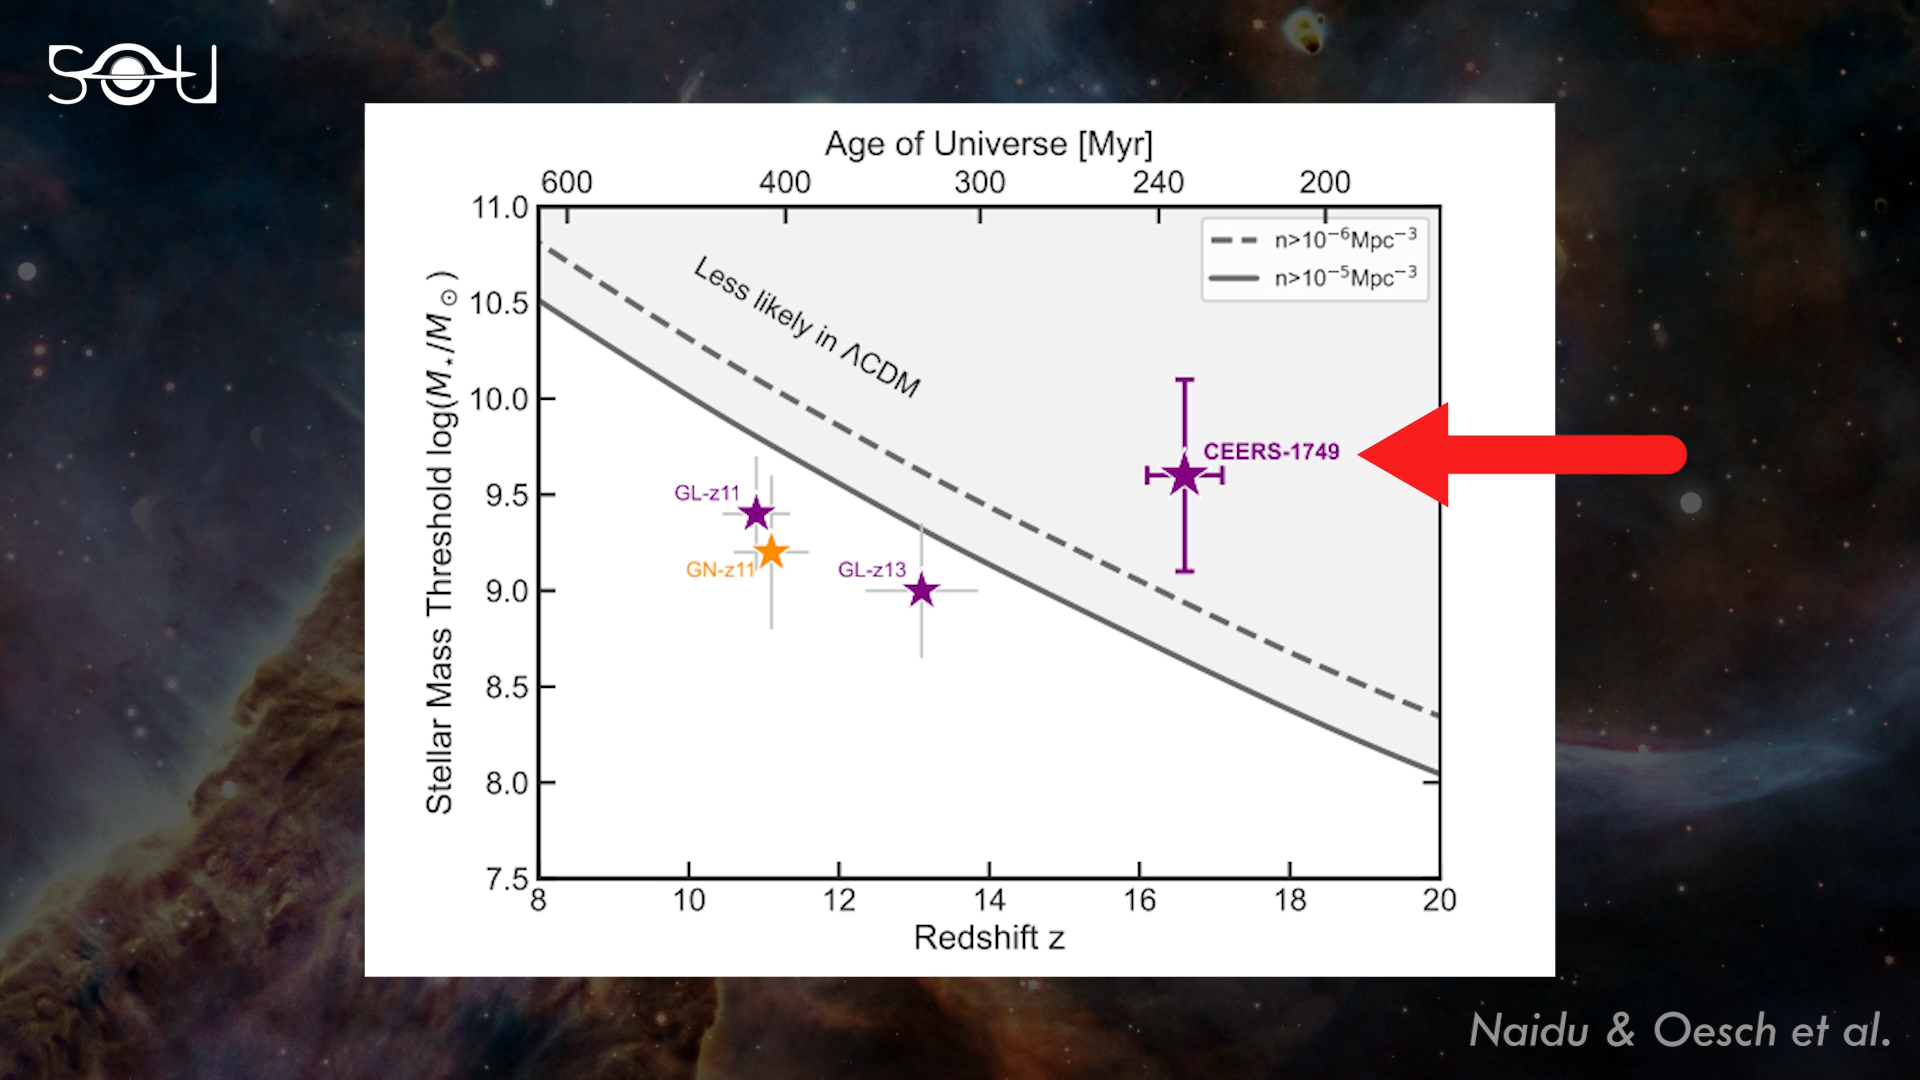 SOU
Age of Universe [Myr]
600 400 300 240 200
11.0
10.5
10.0
9.5
9.0
8.5
8.0
7.5
Stellar Mass Threshold log(M⋆/M⊙)
n>10⁻⁶Mpc⁻³
n>10⁻⁵Mpc⁻³
Less likely in ΛCDM
CEERS-1749
GL-z11
GN-z11
GL-z13
8 10 12 14 16 18 20
Redshift z
Naidu & Oesch et al.